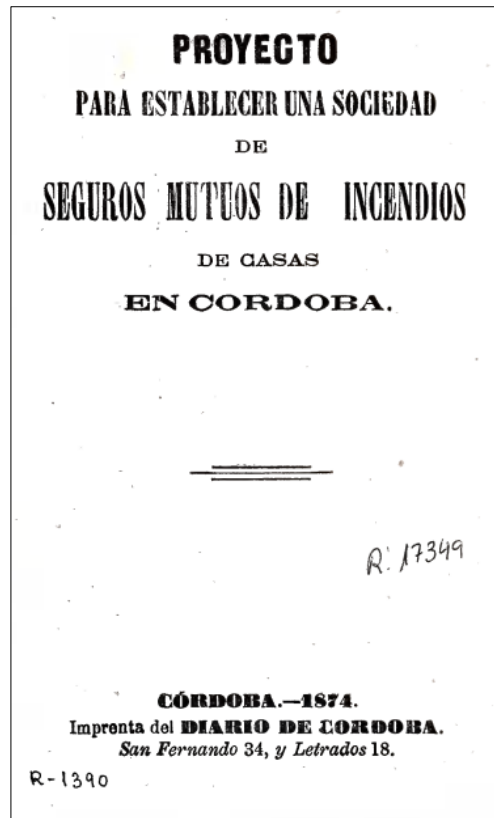 PROYECTO
PARA ESTABLECER UNA SOCIEDAD
DE
SEGUROS MUTUOS DE INCENDIOS
DE CASAS
EN CORDOBA.
R. 17349
CÓRDOBA.—1874.
Imprenta del DIARIO DE CORDOBA.
San Fernando 34, y Letrados 18.
R-1390